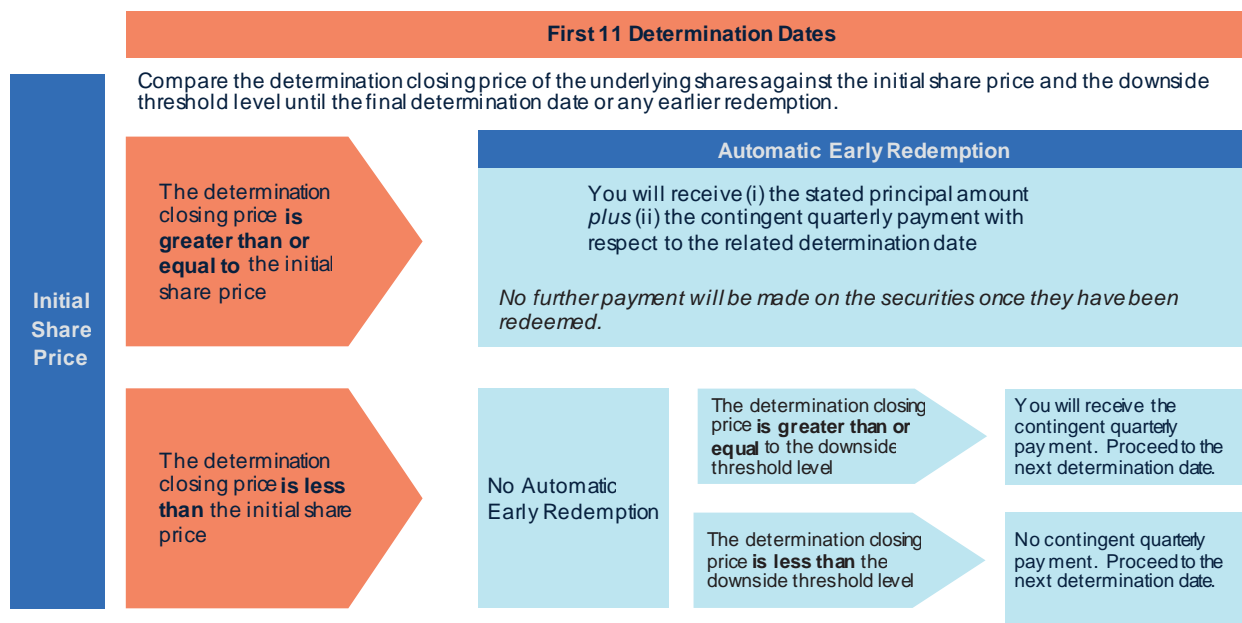 First 11 Determination Dates
Compare the determination closing price of the underlying shares against the initial share price and the downside
threshold level until the final determination date or any earlier redemption.
Initial
Share
Price
The determination
closing price is
greater than or
equal to the initial
share price
Automatic Early Redemption
You will receive (i) the stated principal amount
plus (ii) the contingent quarterly payment with
respect to the related determination date
No further payment will be made on the securities once they have been
redeemed.
The determination
closing price is less
than the initial share
price
No Automatic
Early Redemption
The determination closing
price is greater than or
equal to the downside
threshold level
You will receive the
contingent quarterly
payment. Proceed to the
next determination date.
The determination closing
price is less than the
downside threshold level
No contingent quarterly
payment. Proceed to the
next determination date.